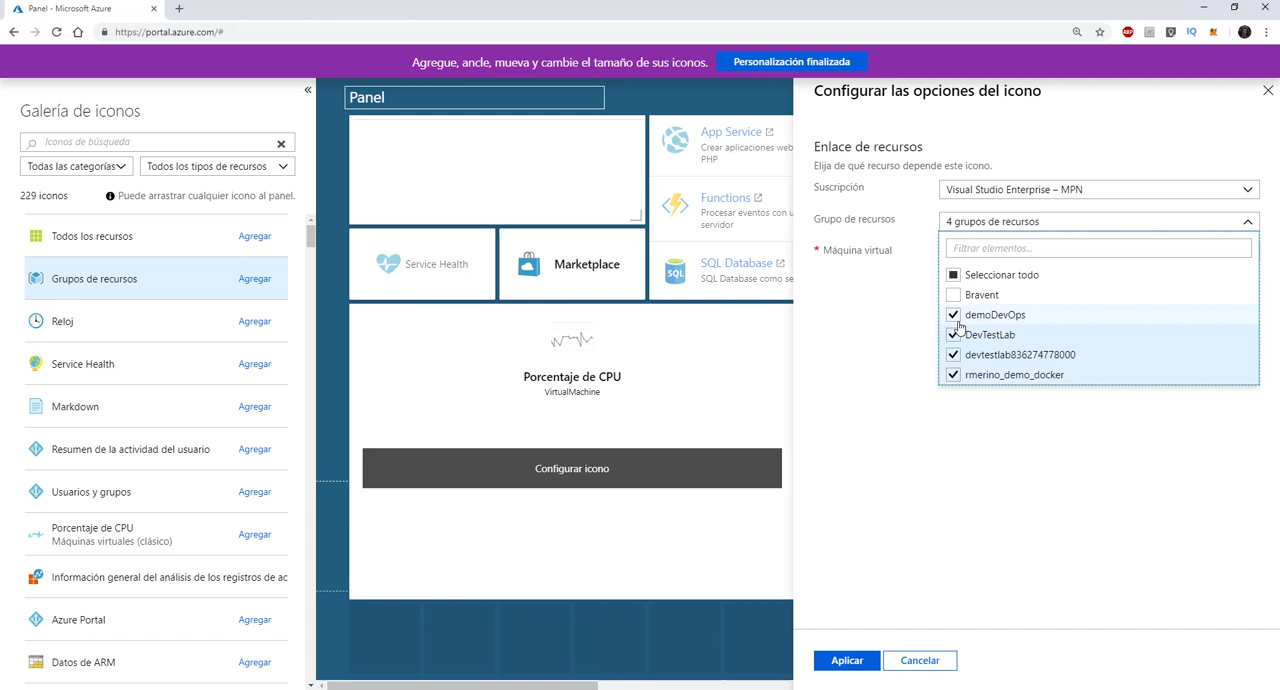 Panel - Microsoft Azure
https://portal.azure.com/#
ABP
IQ
Agregue, ancle, mueva y cambie el tamaño de sus iconos.
Personalización finalizada
Galería de iconos
Iconos de búsqueda
Todas las categorías
Todos los tipos de recursos
229 iconos
Puede arrastrar cualquier icono al panel.
Todos los recursos
Agregar
Grupos de recursos
Agregar
Reloj
Agregar
Service Health
Agregar
Markdown
Agregar
Resumen de la actividad del usuario
Agregar
Usuarios y grupos
Agregar
Porcentaje de CPU
Máquinas virtuales (clásico)
Agregar
Información general del análisis de los registros de ac
Azure Portal
Agregar
Datos de ARM
Agregar
Panel
App Service
Crear aplicaciones web
PHP
Functions
Procesar eventos con u
servidor
SQL
SQL Database
SQL Database como se
Service Health
Marketplace
Porcentaje de CPU
VirtualMachine
Configurar icono
Configurar las opciones del icono
Enlace de recursos
Elija de qué recurso depende este icono.
Suscripción
Visual Studio Enterprise – MPN
Grupo de recursos
4 grupos de recursos
* Máquina virtual
Filtrar elementos...
Seleccionar todo
Bravent
demoDevOps
DevTestLab
devtestlab836274778000
rmerino_demo_docker
Aplicar
Cancelar